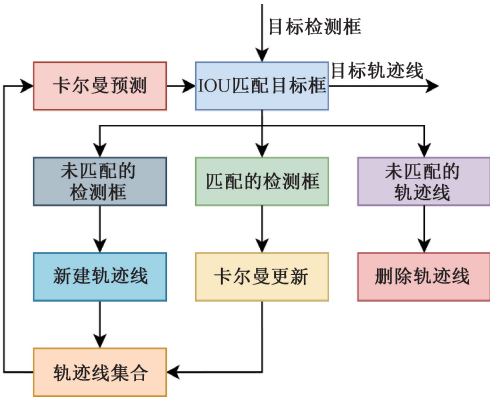 目标检测框
卡尔曼预测
IOU匹配目标框
目标轨迹线
未匹配的
检测框
匹配的检测框
未匹配的
轨迹线
新建轨迹线
卡尔曼更新
删除轨迹线
轨迹线集合